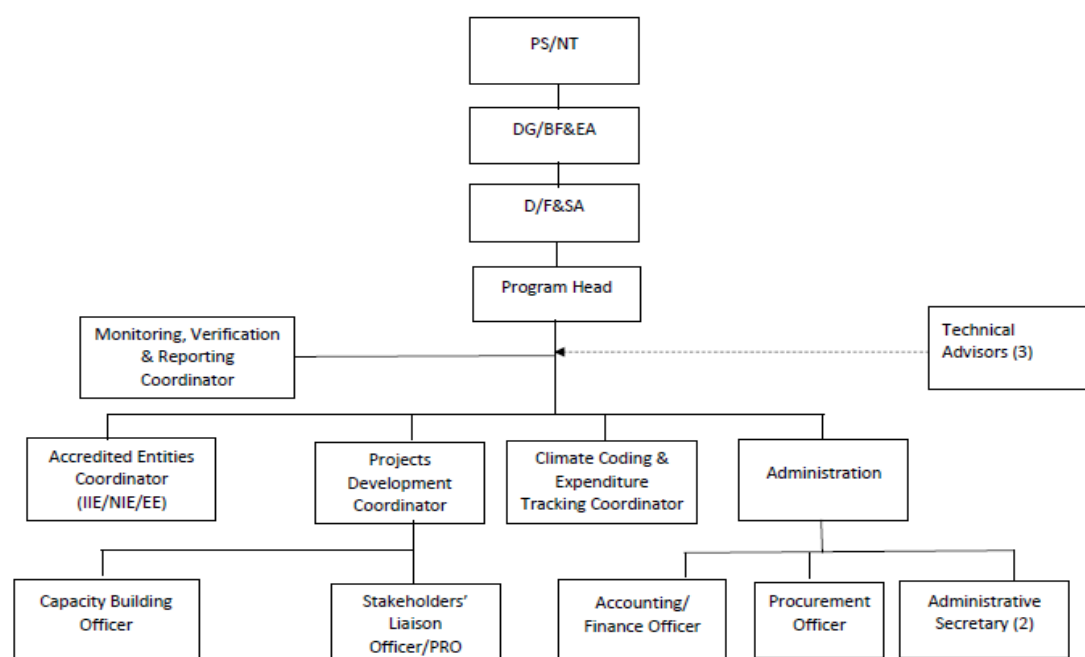 PS/NT
DG/BF&EA
D/F&SA
Program Head
Monitoring, Verification
& Reporting
Coordinator
Technical
Advisors (3)
Accredited Entities
Coordinator
(IIE/NIE/EE)
Projects
Development
Coordinator
Climate Coding &
Expenditure
Tracking Coordinator
Administration
Capacity Building
Officer
Stakeholders’
Liaison
Officer/PRO
Accounting/
Finance Officer
Procurement
Officer
Administrative
Secretary (2)